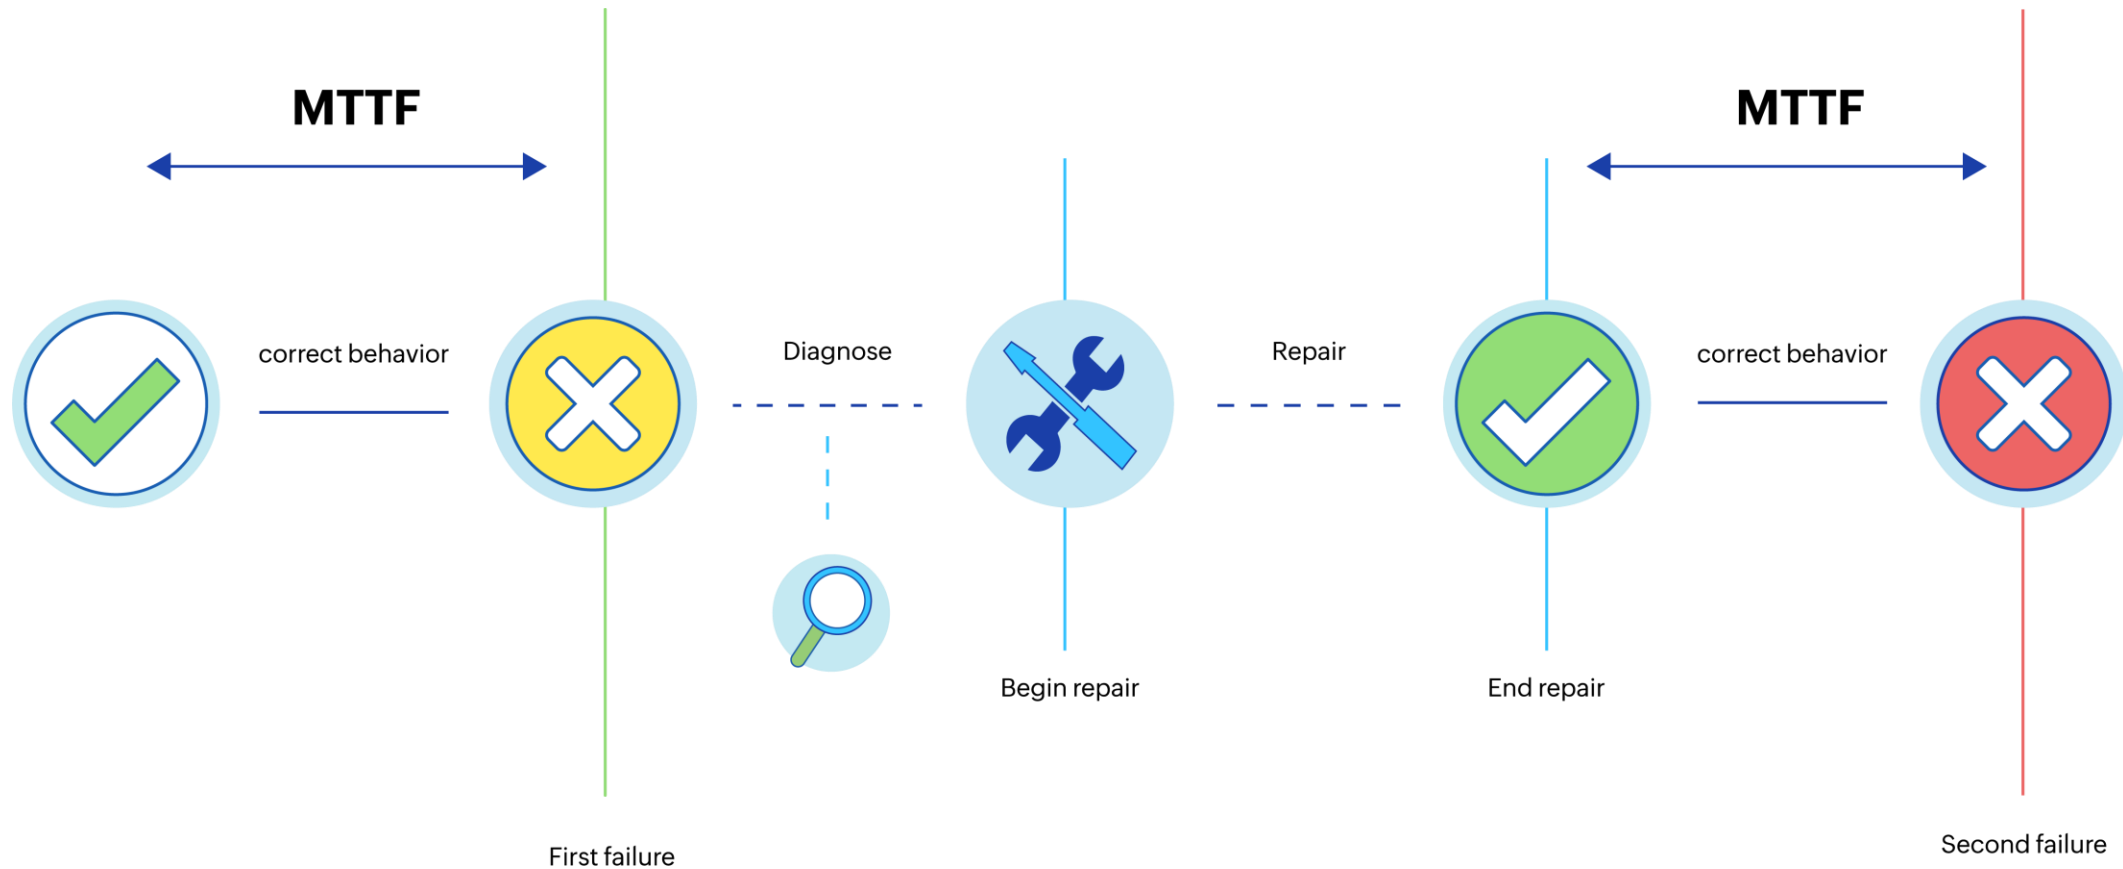 MTTF
MTTF
correct behavior
Diagnose
Repair
correct behavior
Begin repair
End repair
First failure
Second failure